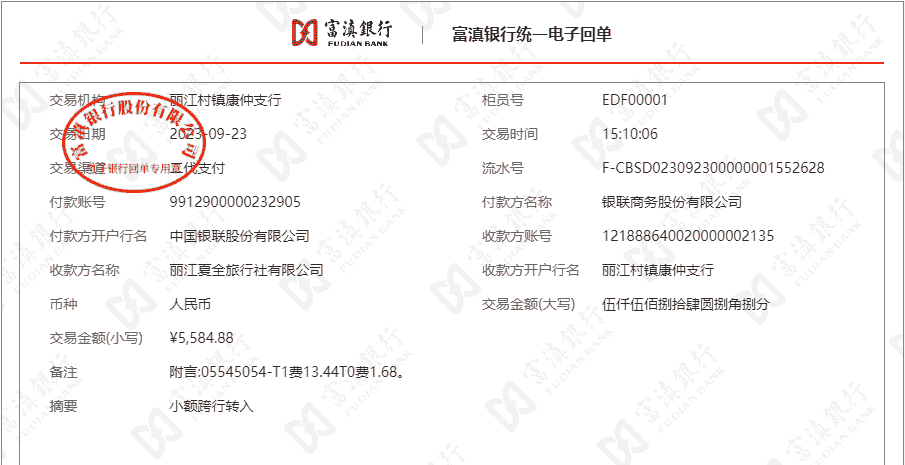 富滇银行
FUDIAN BANK
富滇银行统一电子回单
交易机构 丽江村镇康仲支行 柜员号 EDF00001
交易日期 2023-09-23 交易时间 15:10:06
交易渠道 二代支付 流水号 F-CBSD023092300000001552628
付款账号 9912900000232905 付款方名称 银联商务股份有限公司
付款方开户行名 中国银联股份有限公司 收款方账号 121888640020000002135
收款方名称 丽江夏全旅行社有限公司 收款方开户行名 丽江村镇康仲支行
币种 人民币 交易金额(大写) 伍仟伍佰捌拾肆圆捌角捌分
交易金额(小写) ¥5,584.88
备注 附言:05545054-T1费13.44T0费1.68。
摘要 小额跨行转入
富滇银行股份有限公司
银行回单专用章